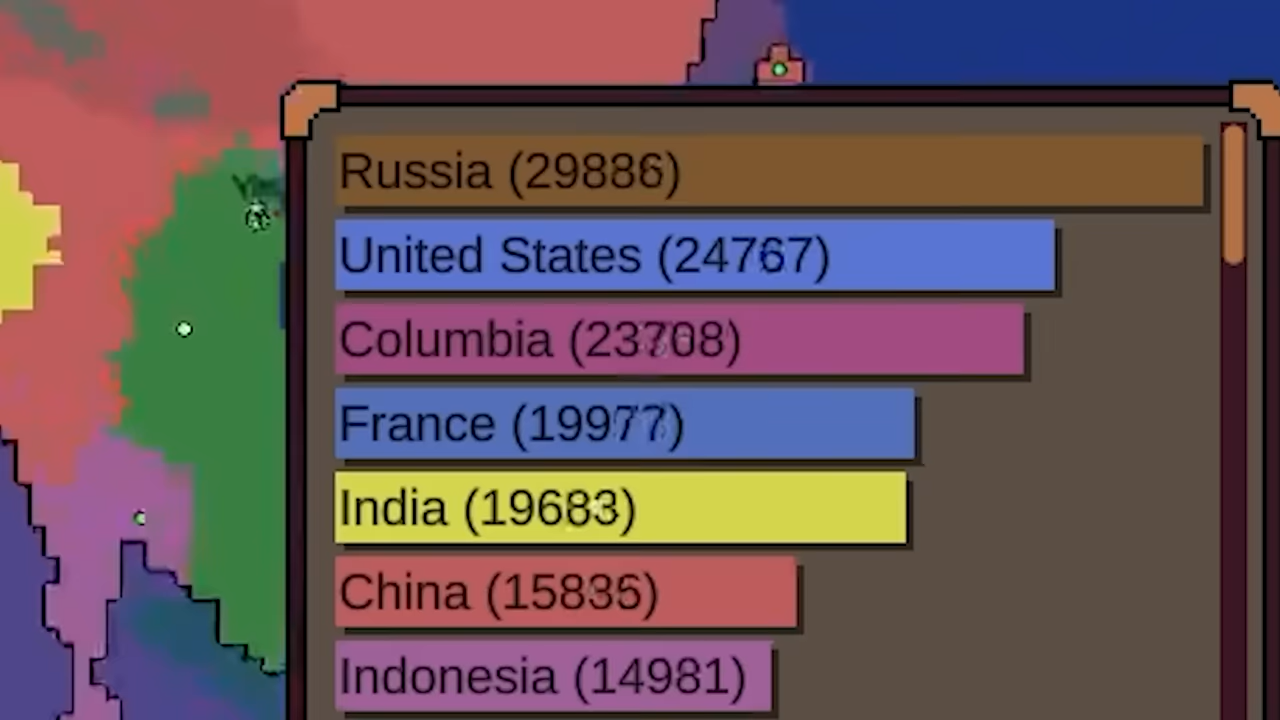 Russia (29886)
United States (24767)
Columbia (23708)
France (19977)
India (19683)
China (15835)
Indonesia (14981)